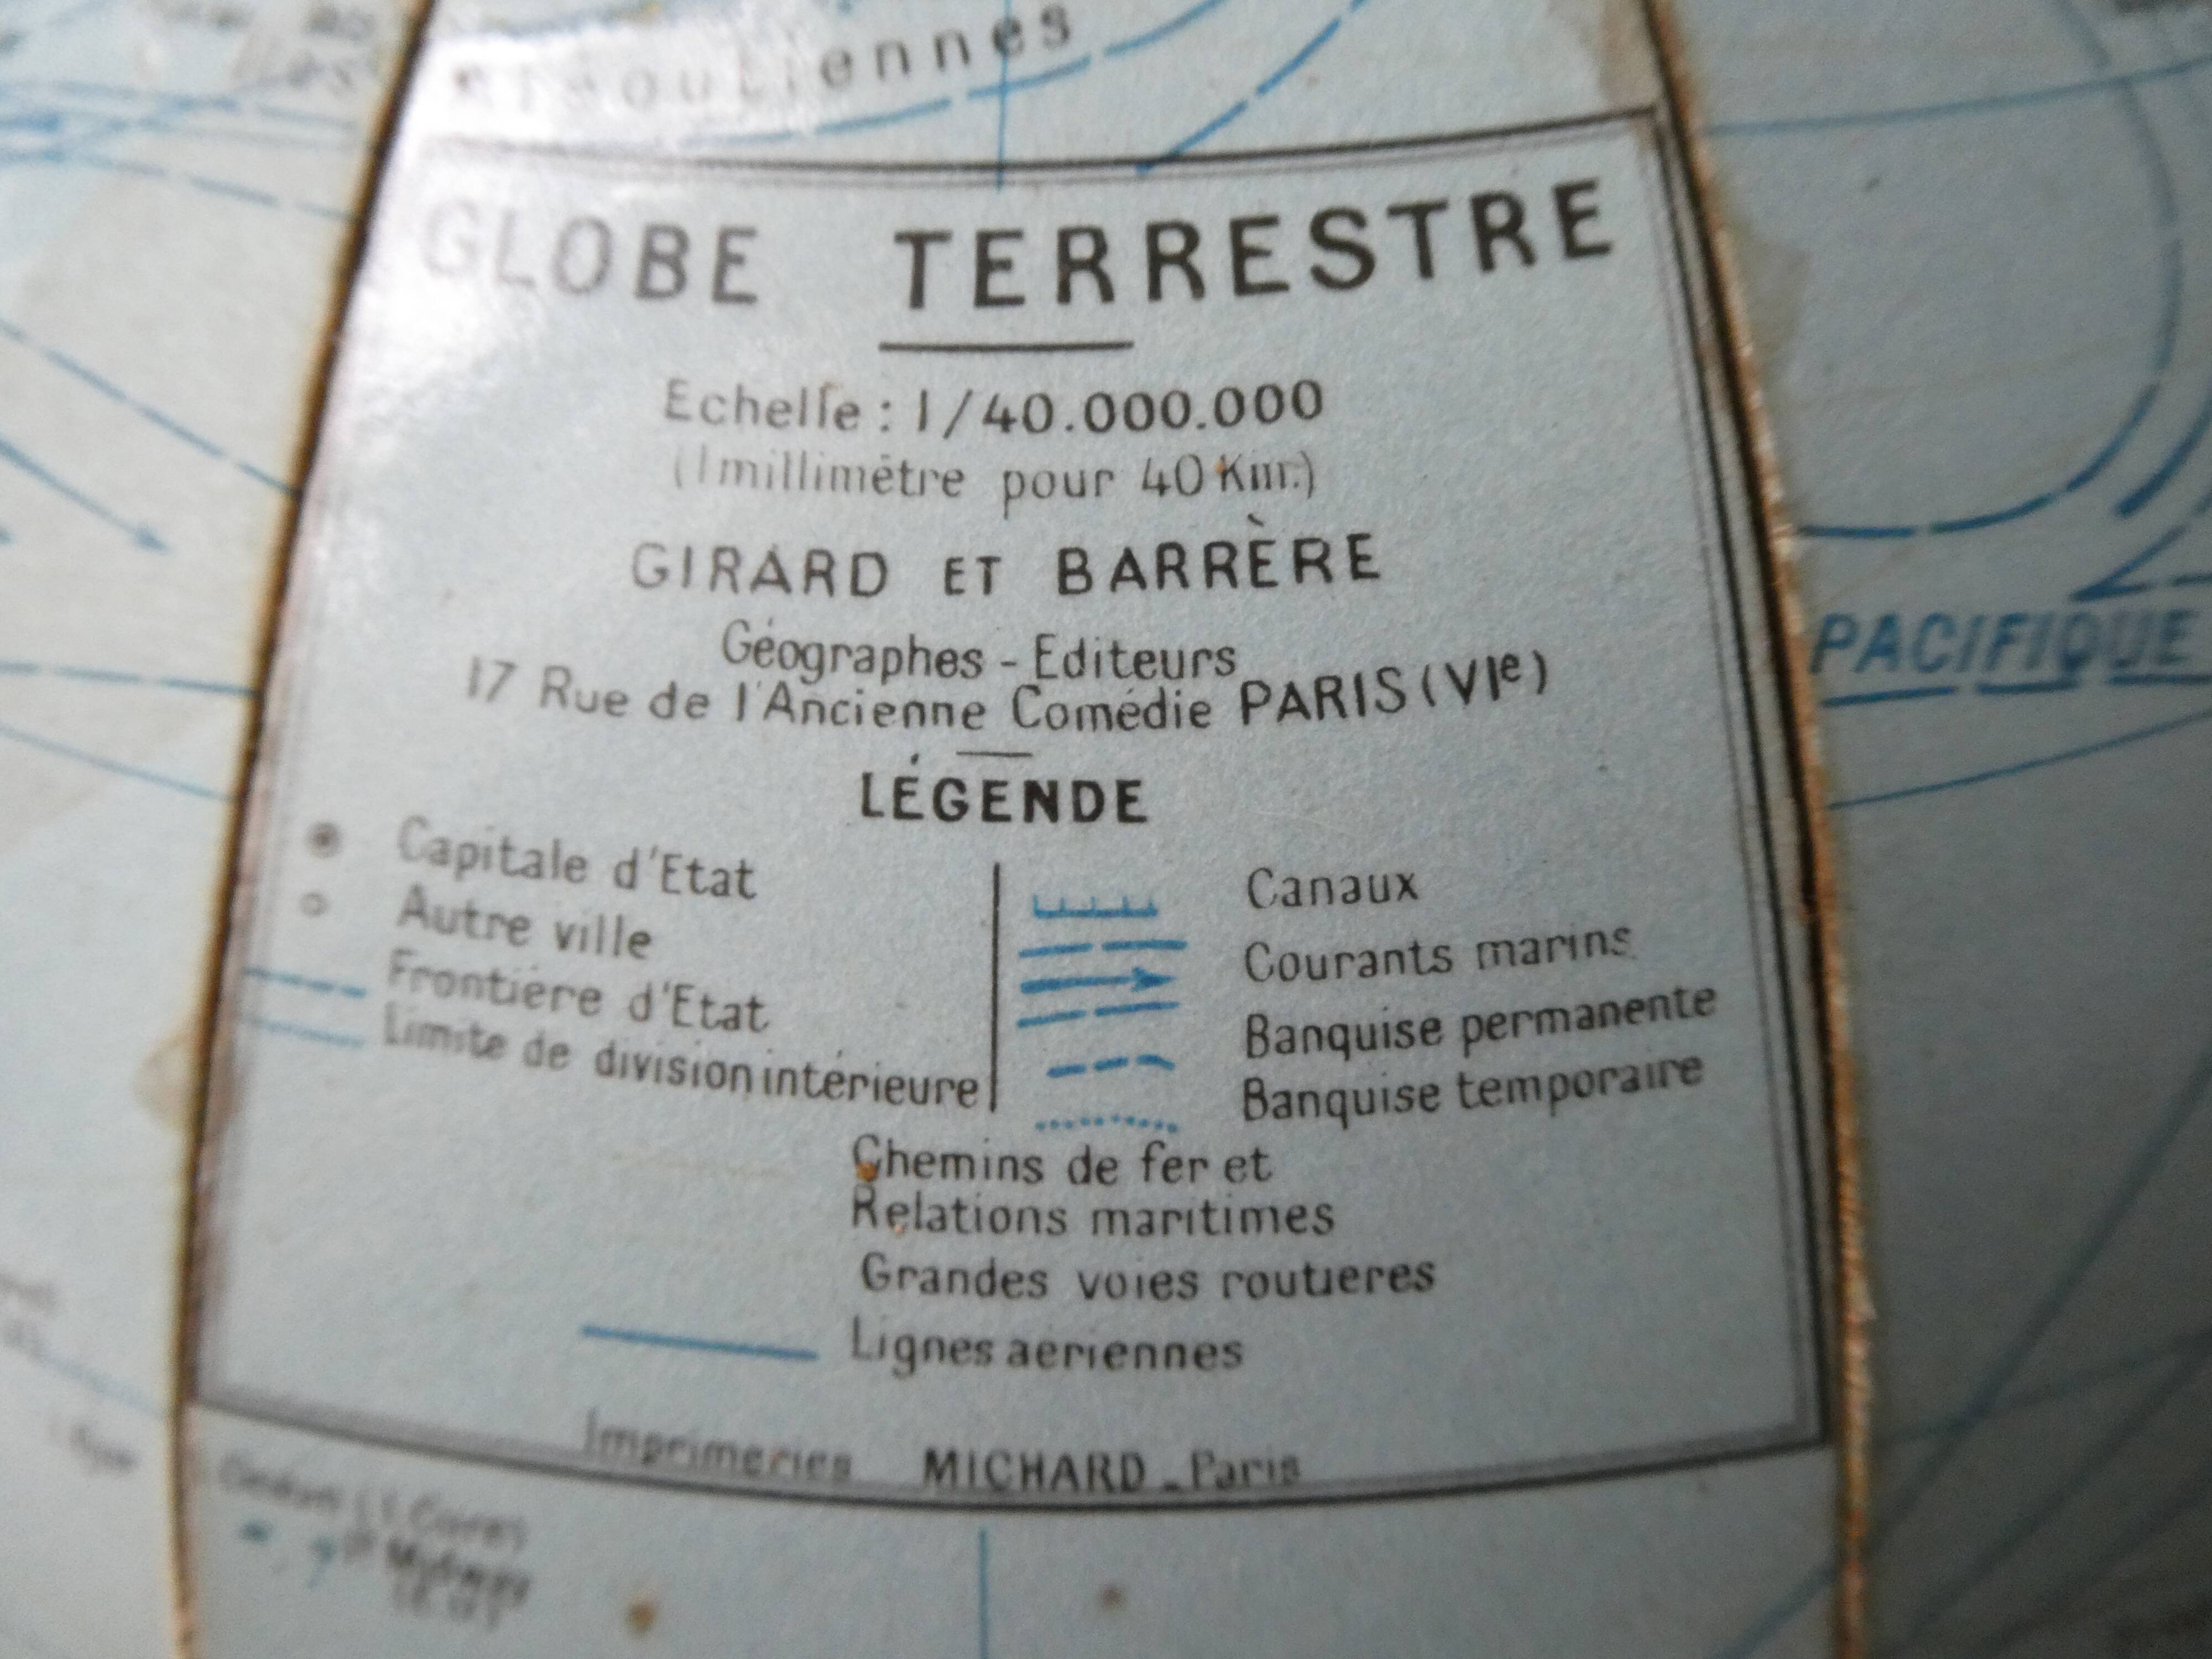 GLOBE TERRESTRE
Echelle : 1/40.000.000
(1 millimètre pour 40 Km.)
GIRARD ET BARRÈRE
Géographes - Editeurs
17 Rue de l'Ancienne Comédie PARIS (VIe)
LÉGENDE
Capitale d'Etat
Autre ville
Frontière d'Etat
Limite de division intérieure
Canaux
Courants marins
Banquise permanente
Banquise temporaire
Chemins de fer et
Relations maritimes
Grandes voies routieres
Lignes aériennes
Imprimeries MICHARD - Paris
PACIFIQUE